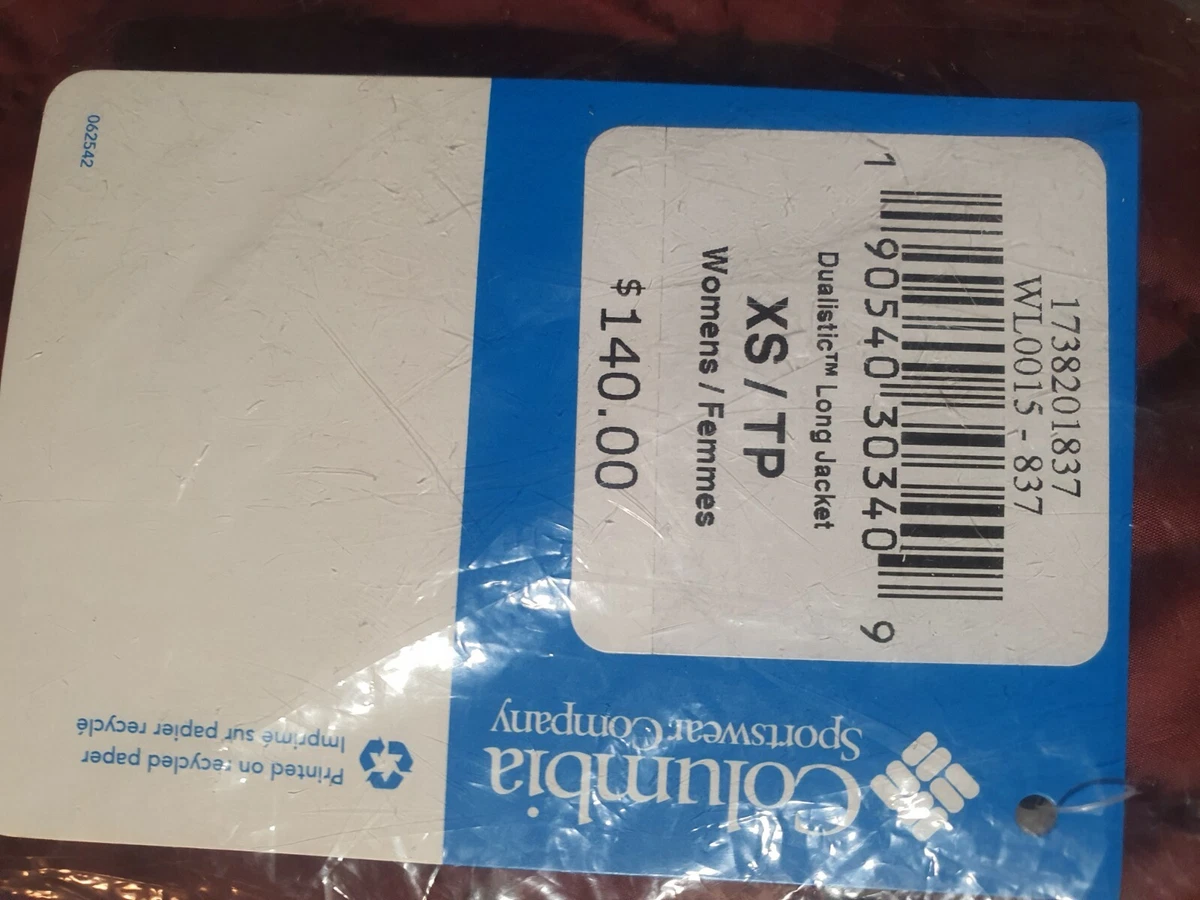 1738201837
WL0015 - 837
1 90540 30340 9
Dualistic™ Long Jacket
XS / TP
Womens / Femmes
$140.00
Columbia
Sportswear Company
Printed on recycled paper
Imprimé sur papier recyclé
062542